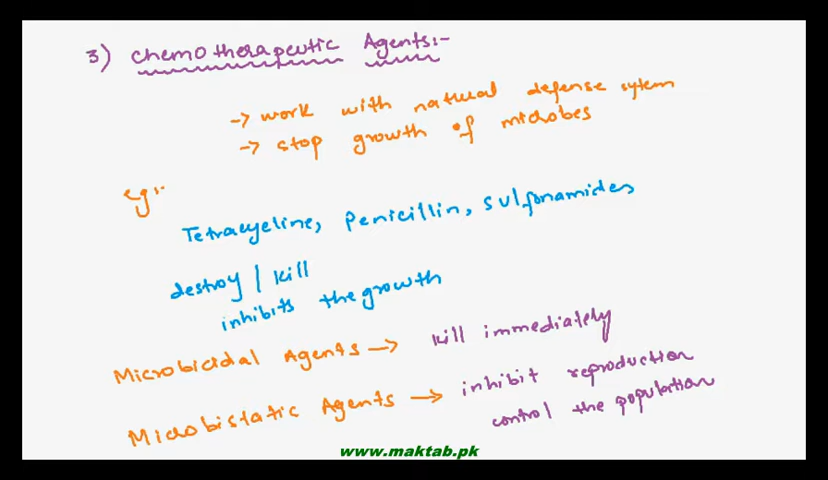 3) chemotherapeutic Agents:-
-> work with natural defense sytem
-> stop growth of microbes
eg:-
Tetracycline, Penicillin, sulfonamides
destroy | kill
inhibits the growth
Microbicidal Agents -> kill immediately
Microbistatic Agents -> inhibit reproduction
control the population
www.maktab.pk